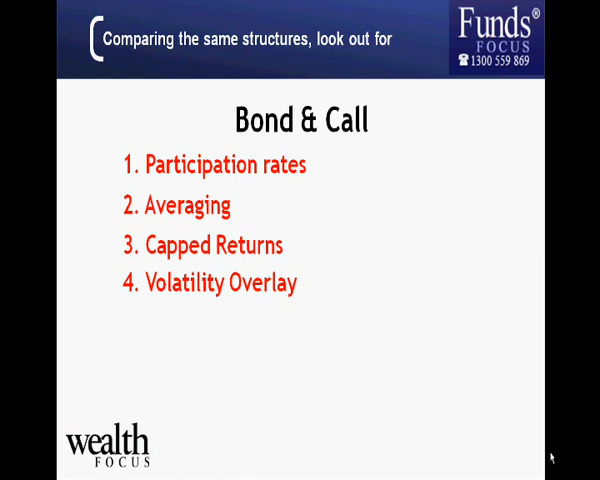 Comparing the same structures, look out for
Funds®
FOCUS
☎ 1300 559 869
Bond & Call
1. Participation rates
2. Averaging
3. Capped Returns
4. Volatility Overlay
wealth
FOCUS